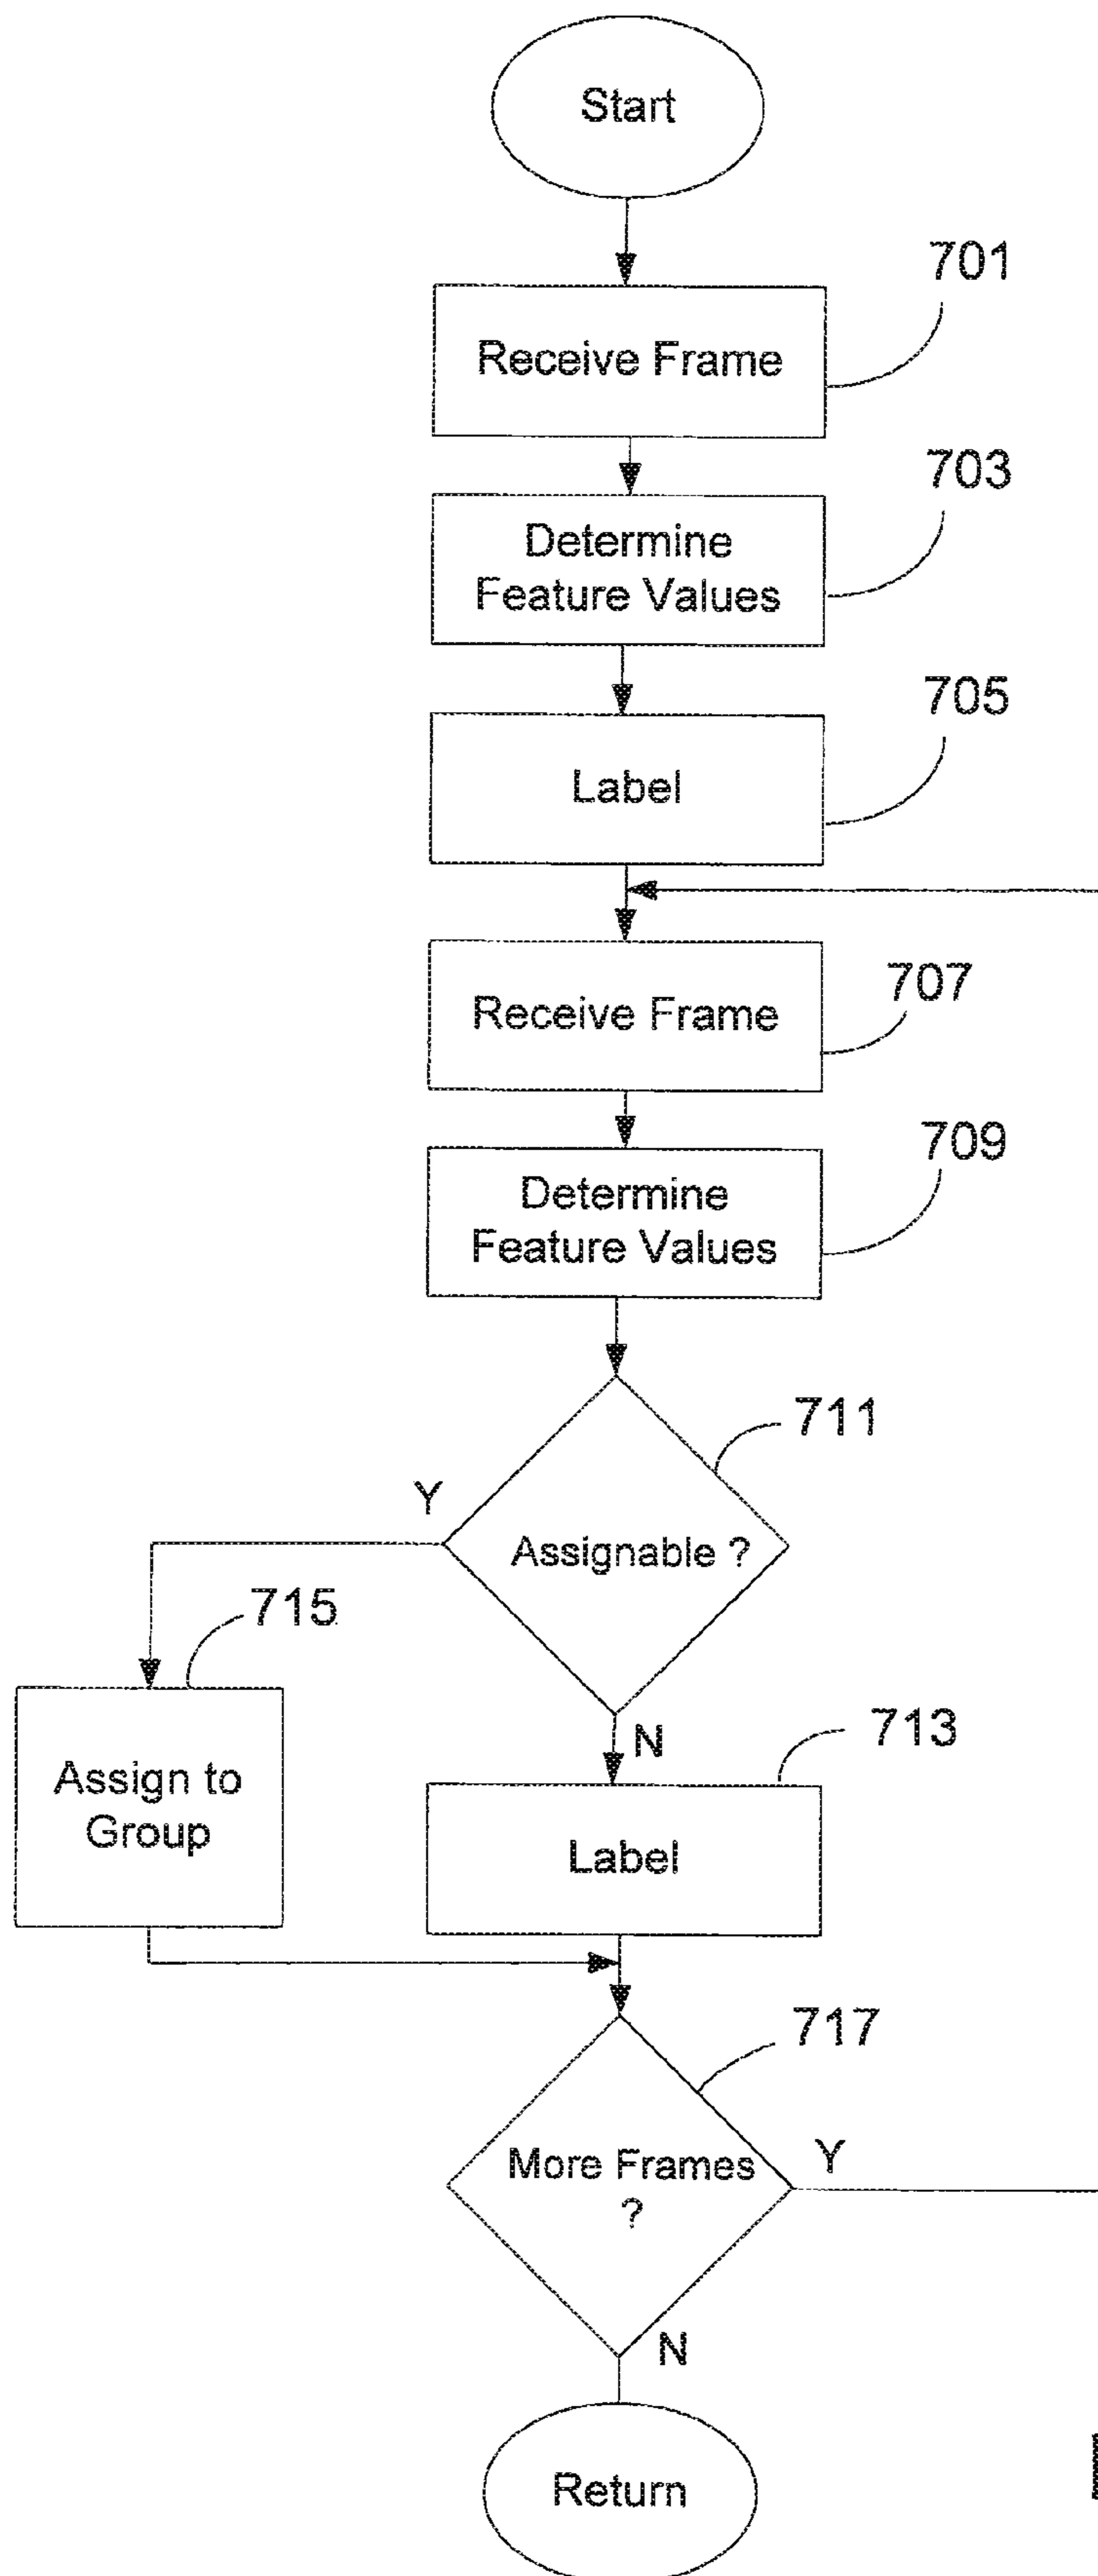 Start
701
Receive Frame
703
Determine
Feature Values
705
Label
707
Receive Frame
709
Determine
Feature Values
711
Y
Assignable ?
715
N
713
Assign to
Group
Label
717
More Frames
?
Y
N
Return